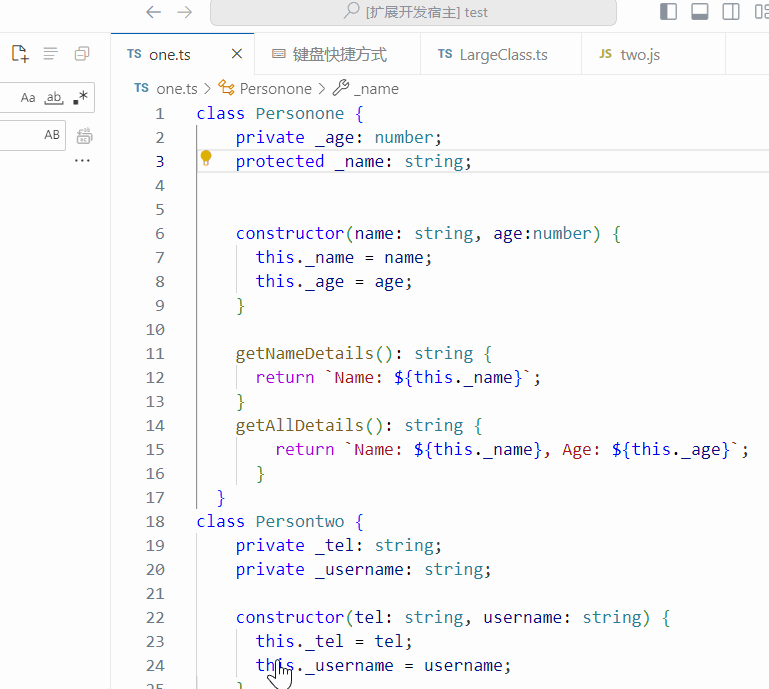 [扩展开发宿主] test
TS one.ts
键盘快捷方式
TS LargeClass.ts
JS two.js
Aa ab .*
AB
...
TS one.ts > Personone > _name
1 class Personone {
2 private _age: number;
3 protected _name: string;
4
5
6 constructor(name: string, age:number) {
7 this._name = name;
8 this._age = age;
9 }
10
11 getNameDetails(): string {
12 return `Name: ${this._name}`;
13 }
14 getAllDetails(): string {
15 return `Name: ${this._name}, Age: ${this._age}`;
16 }
17 }
18 class Persontwo {
19 private _tel: string;
20 private _username: string;
21
22 constructor(tel: string, username: string) {
23 this._tel = tel;
24 this._username = username;
25 }